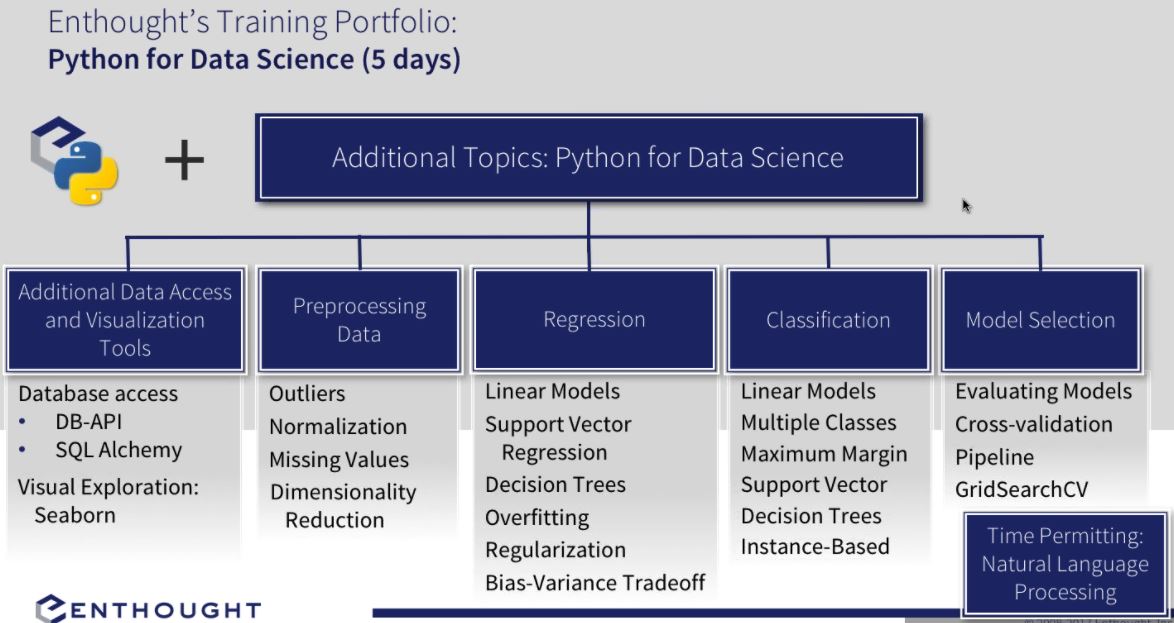 Enthought's Training Portfolio:
Python for Data Science (5 days)
+
Additional Topics: Python for Data Science
Additional Data Access
and Visualization
Tools
Database access
• DB-API
• SQL Alchemy
Visual Exploration:
Seaborn
Preprocessing
Data
Outliers
Normalization
Missing Values
Dimensionality
Reduction
Regression
Linear Models
Support Vector
Regression
Decision Trees
Overfitting
Regularization
Bias-Variance Tradeoff
Classification
Linear Models
Multiple Classes
Maximum Margin
Support Vector
Decision Trees
Instance-Based
Model Selection
Evaluating Models
Cross-validation
Pipeline
GridSearchCV
Time Permitting:
Natural Language
Processing
ENTHOUGHT